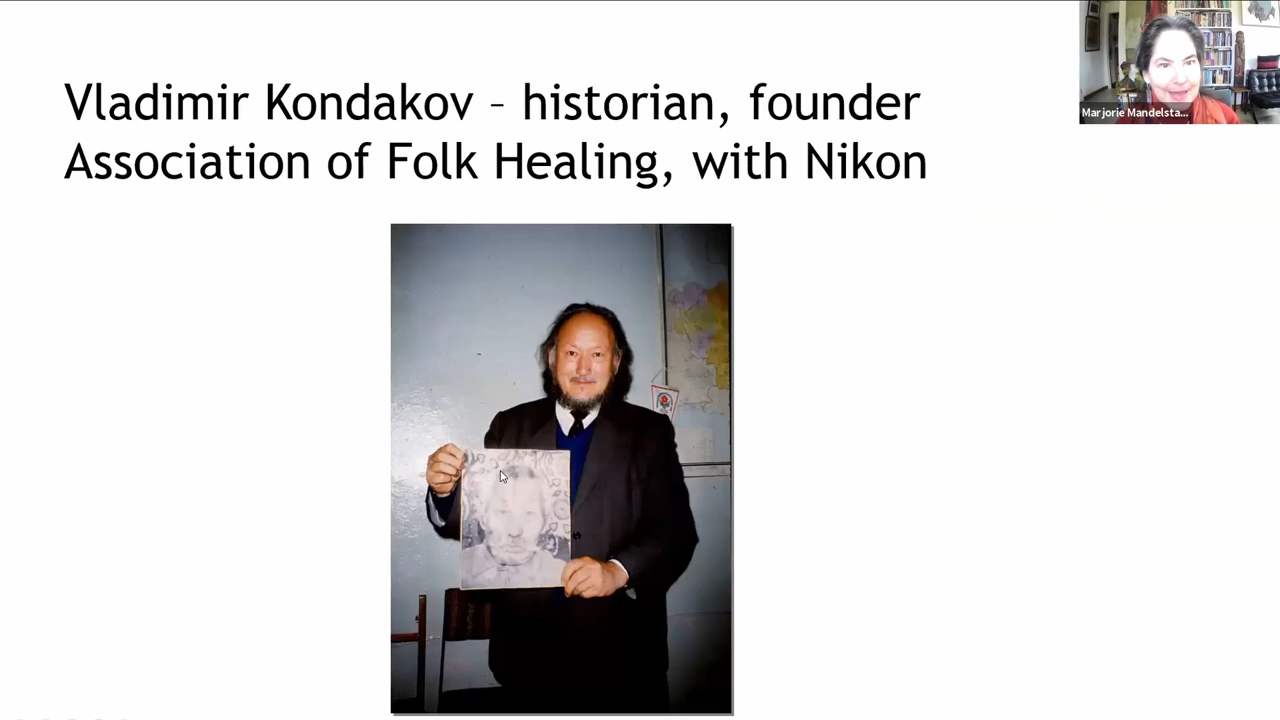 Vladimir Kondakov – historian, founder
Association of Folk Healing, with Nikon
Marjorie Mandelsta...